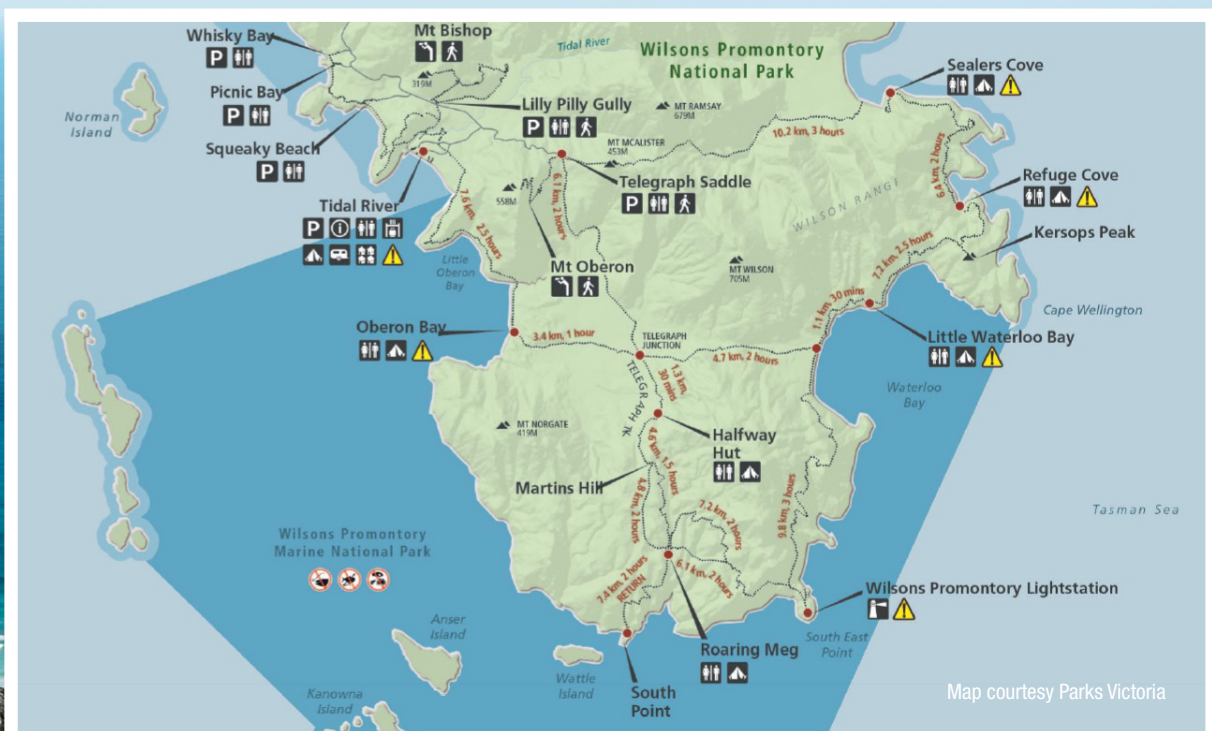 Whisky Bay
Mt Bishop
Tidal River
Wilsons Promontory
National Park
Sealers Cove
319M
Picnic Bay
Norman
Island
Lilly Pilly Gully
MT RAMSAY
679M
10.2 km, 3 hours
Squeaky Beach
MT MCALISTER
453M
6.4 km, 2 hours
Refuge Cove
Telegraph Saddle
Tidal River
7.6 km, 2.5 hours
558M
6.1 km, 2 hours
WILSON RANGE
Kersops Peak
Little
Oberon
Bay
Mt Oberon
MT WILSON
705M
7.3 km, 2.5 hours
Cape Wellington
Oberon Bay
3.4 km, 1 hour
TELEGRAPH
JUNCTION
4.7 km, 2 hours
1.1 km, 30 mins
Little Waterloo Bay
Waterloo
Bay
1.3 km,
30 mins
TELEGRAPH TK
MT NORGATE
419M
Halfway
Hut
4.6 km, 1.5 hours
Martins Hill
4.8 km, 2 hours
7.2 km, 2 hours
9.8 km, 3 hours
Tasman Sea
Wilsons Promontory
Marine National Park
7.4 km, 2 hours
RETURN
6.1 km, 2 hours
Wilsons Promontory Lightstation
South East
Point
Anser
Island
Roaring Meg
Wattle
Island
South
Point
Kanowna
Island
Map courtesy Parks Victoria